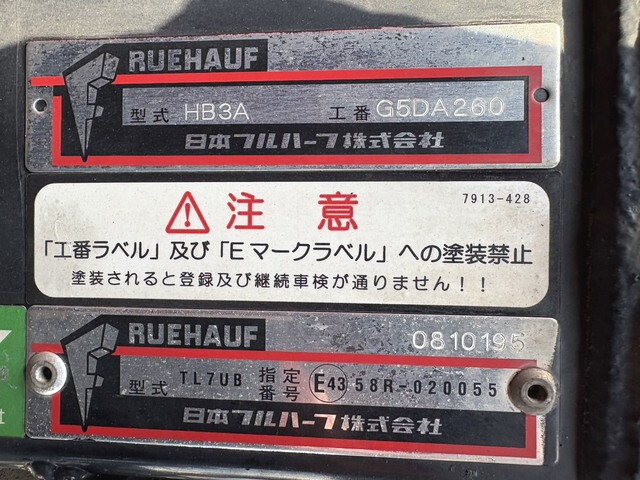 RUEHAUF
型式 HB3A 工番 G5DA260
日本フルハーフ株式会社
7913-428
注意
「工番ラベル」及び「Eマークラベル」への塗装禁止
塗装されると登録及び継続車検が通りません！！
RUEHAUF
0810195
型式 TL7UB 指定番号 E43 58R-020055
日本フルハーフ株式会社
社